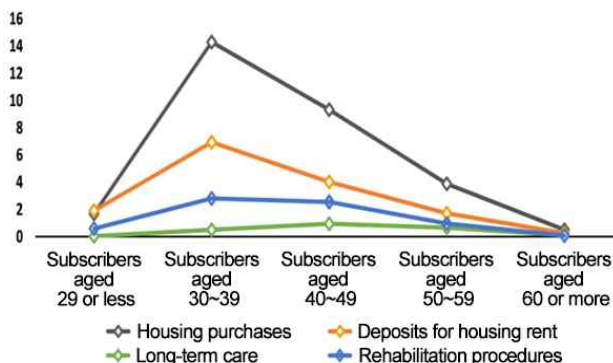 16
14
12
10
8
6
4
2
0
Subscribers aged 29 or less
Subscribers aged 30~39
Subscribers aged 40~49
Subscribers aged 50~59
Subscribers aged 60 or more
Housing purchases
Deposits for housing rent
Long-term care
Rehabilitation procedures